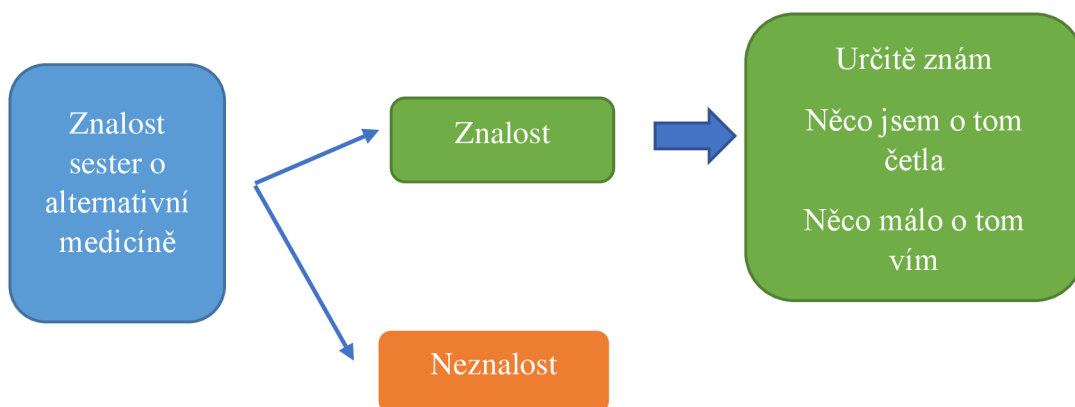 Znalost
sester o
alternativní
medicíně
Znalost
Neznalost
Určitě znám
Něco jsem o tom
četla
Něco málo o tom
vím